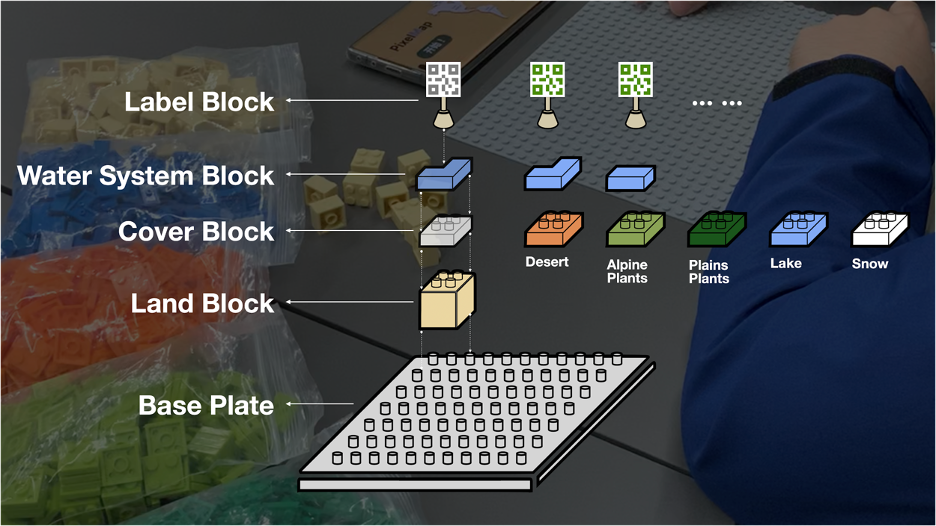 PixelMap
Label Block
Water System Block
Cover Block
Desert
Alpine
Plants
Plains
Plants
Lake
Snow
Land Block
Base Plate